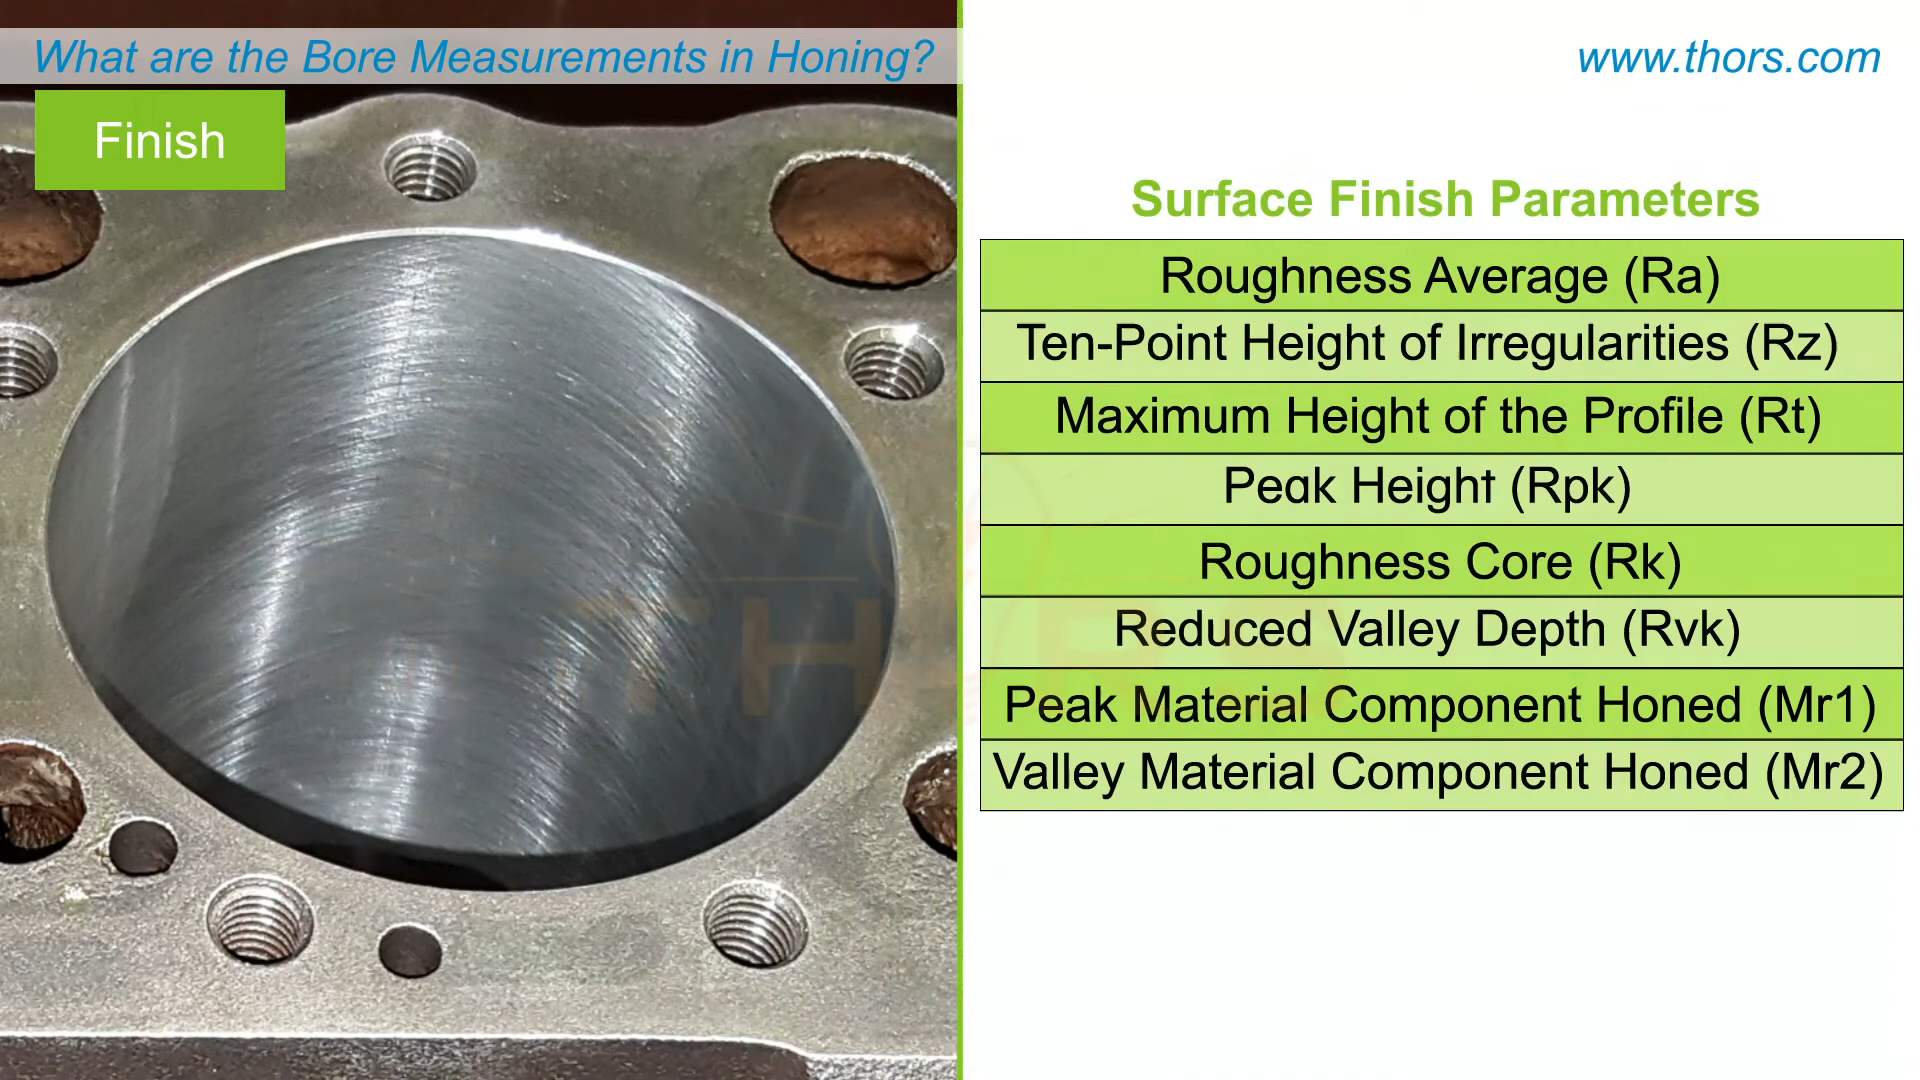 What are the Bore Measurements in Honing?
www.thors.com
Finish
Surface Finish Parameters
Roughness Average (Ra)
Ten-Point Height of Irregularities (Rz)
Maximum Height of the Profile (Rt)
Peak Height (Rpk)
Roughness Core (Rk)
Reduced Valley Depth (Rvk)
Peak Material Component Honed (Mr1)
Valley Material Component Honed (Mr2)
THORS